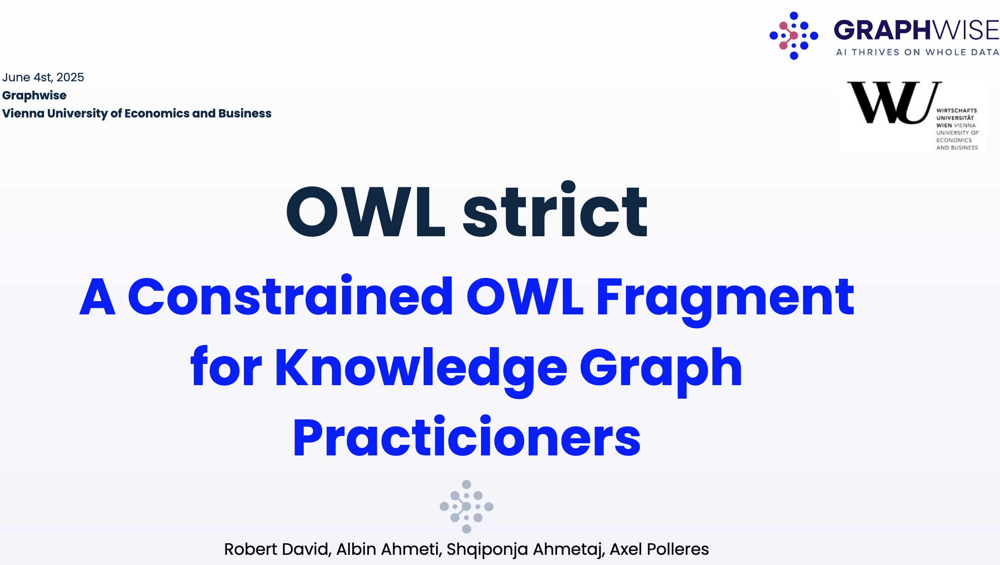 GRAPHWISE
AI THRIVES ON WHOLE DATA
June 4st, 2025
Graphwise
Vienna University of Economics and Business
WU
WIRTSCHAFTS
UNIVERSITÄT
WIEN VIENNA
UNIVERSITY OF
ECONOMICS
AND BUSINESS
OWL strict
A Constrained OWL Fragment
for Knowledge Graph
Practicioners
Robert David, Albin Ahmeti, Shqiponja Ahmetaj, Axel Polleres